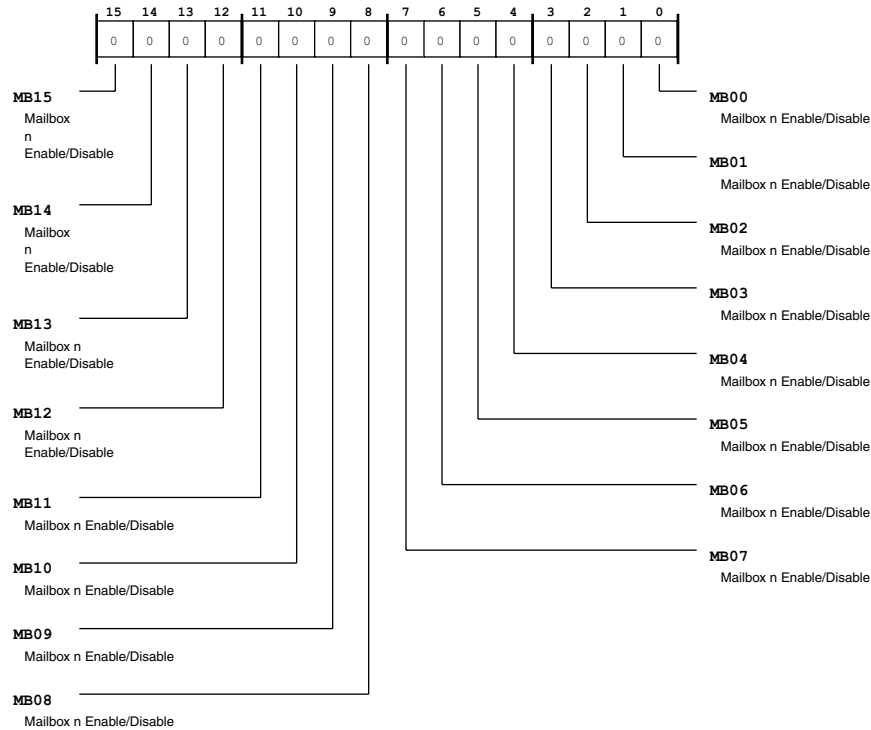 15 14 13 12 11 10 9 8 7 6 5 4 3 2 1 0
0 0 0 0 0 0 0 0 0 0 0 0 0 0 0 0
MB15
Mailbox
n
Enable/Disable
MB14
Mailbox
n
Enable/Disable
MB13
Mailbox n
Enable/Disable
MB12
Mailbox n
Enable/Disable
MB11
Mailbox n Enable/Disable
MB10
Mailbox n Enable/Disable
MB09
Mailbox n Enable/Disable
MB08
Mailbox n Enable/Disable
MB00
Mailbox n Enable/Disable
MB01
Mailbox n Enable/Disable
MB02
Mailbox n Enable/Disable
MB03
Mailbox n Enable/Disable
MB04
Mailbox n Enable/Disable
MB05
Mailbox n Enable/Disable
MB06
Mailbox n Enable/Disable
MB07
Mailbox n Enable/Disable